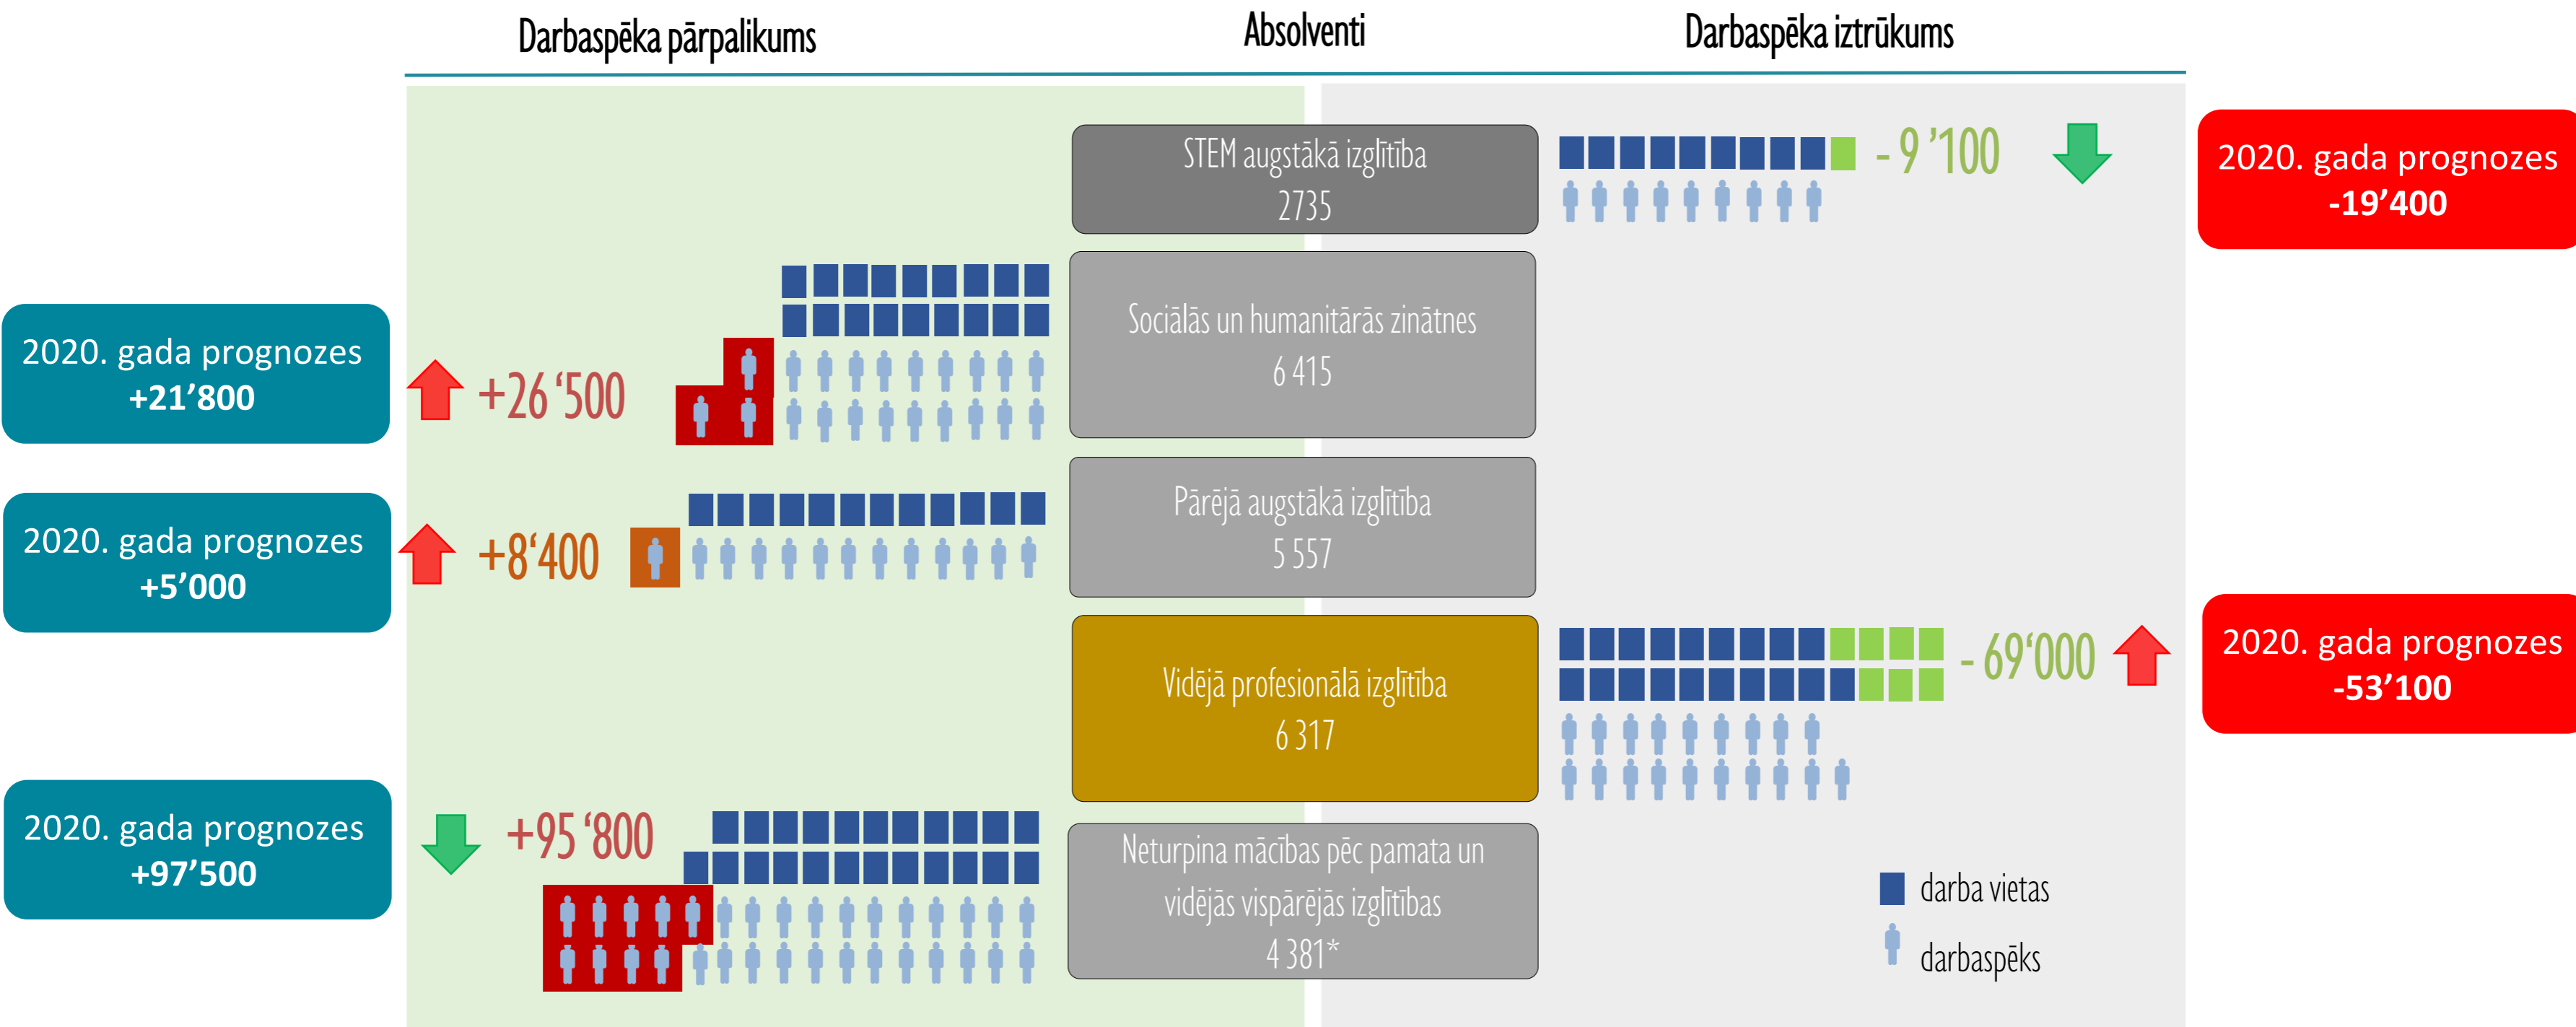 Darbaspēka pārpalikums
Absolventi
Darbaspēka iztrūkums
STEM augstākā izglītība
2735
- 9 '100
2020. gada prognozes
-19’400
2020. gada prognozes
+21’800
+26 ‘500
Sociālās un humanitārās zinātnes
6 415
2020. gada prognozes
+5’000
+8‘400
Pārējā augstākā izglītība
5 557
Vidējā profesionālā izglītība
6 317
- 69‘000
2020. gada prognozes
-53’100
2020. gada prognozes
+97’500
+95 ‘800
Neturpina mācības pēc pamata un
vidējās vispārējās izglītības
4 381*
darba vietas
darbaspēks